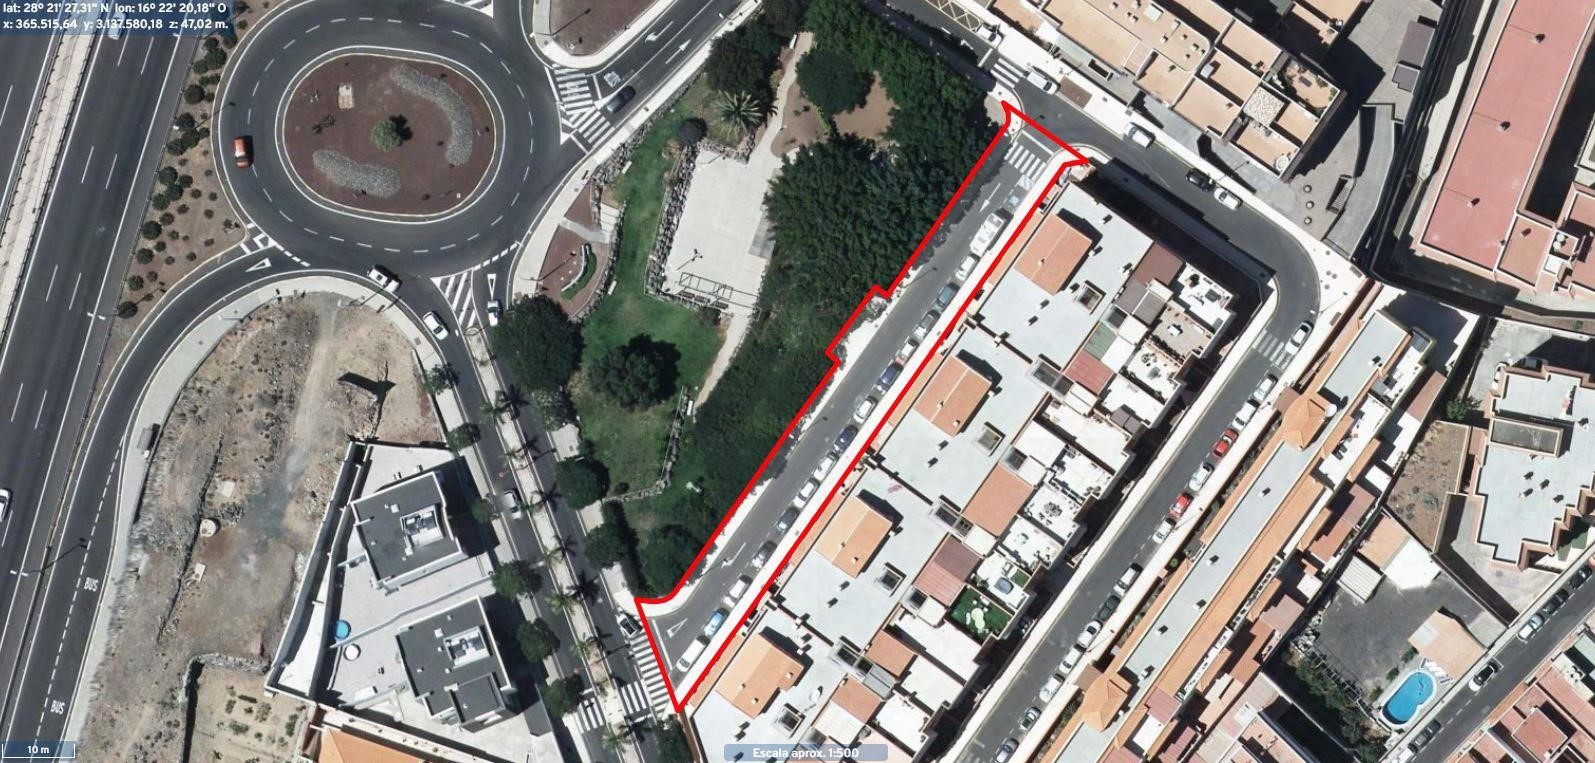 lat: 28º 21' 27,31" N lon: 16º 22' 20,18" O
x: 365.515,64 y: 3.137.580,18 z: 47,02 m.
BUS
BUS
10 m
Escala aprox. 1:500